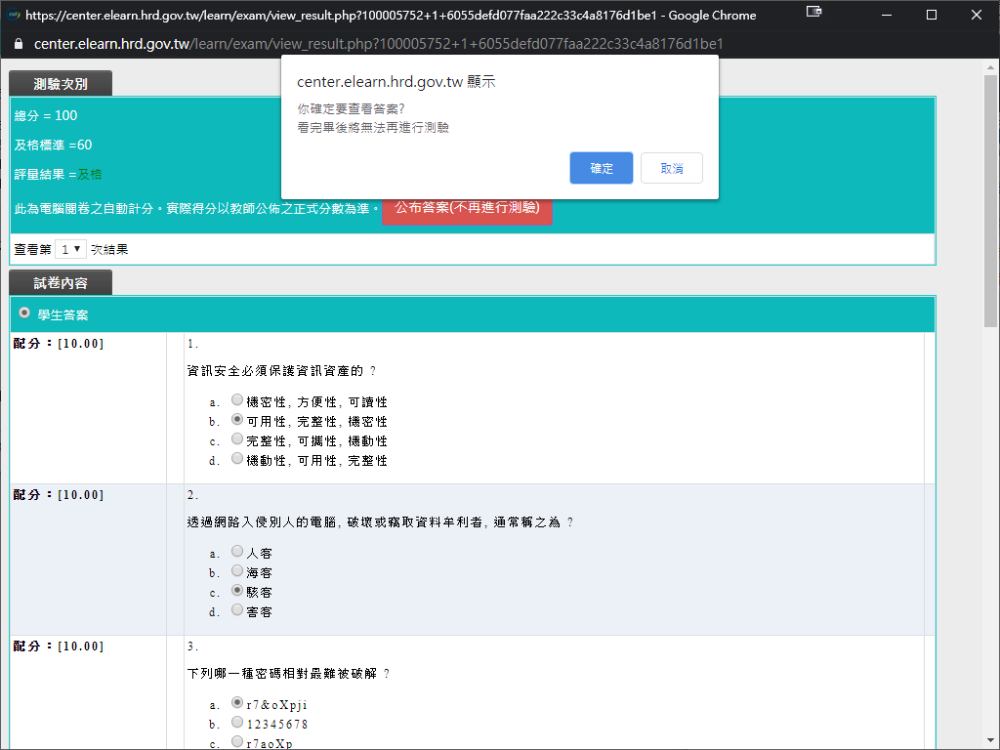 https://center.elearn.hrd.gov.tw/learn/exam/view_result.php?100005752+1+6055defd077faa222c33c4a8176d1be1 - Google Chrome
center.elearn.hrd.gov.tw/learn/exam/view_result.php?100005752+1+6055defd077faa222c33c4a8176d1be1
center.elearn.hrd.gov.tw 顯示
你確定要查看答案?
看完畢後將無法再進行測驗
確定 取消
測驗次別
總分 = 100
及格標準 =60
評量結果 =及格
此為電腦閱卷之自動計分。實際得分以教師公佈之正式分數為準。 公布答案(不再進行測驗)
查看第 1 次結果
試卷內容
學生答案
配分：[10.00] 1.
資訊安全必須保護資訊資產的 ?
a. 機密性, 方便性, 可讀性
b. 可用性, 完整性, 機密性
c. 完整性, 可攜性, 機動性
d. 機動性, 可用性, 完整性
配分：[10.00] 2.
透過網路入侵別人的電腦, 破壞或竊取資料牟利者, 通常稱之為 ?
a. 人客
b. 海客
c. 駭客
d. 害客
配分：[10.00] 3.
下列哪一種密碼相對最難被破解 ?
a. r7&oXpji
b. 12345678
c. r7aoXp